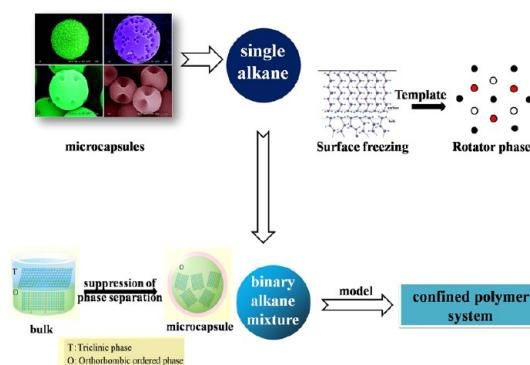 single
alkane
microcapsules
Template
Surface freezing
Rotator phase
T
O
bulk
suppression of
phase separation
O
microcapsule
binary
alkane
mixture
model
confined polymer
system
T: Triclinic phase
O: Orthorhombic ordered phase